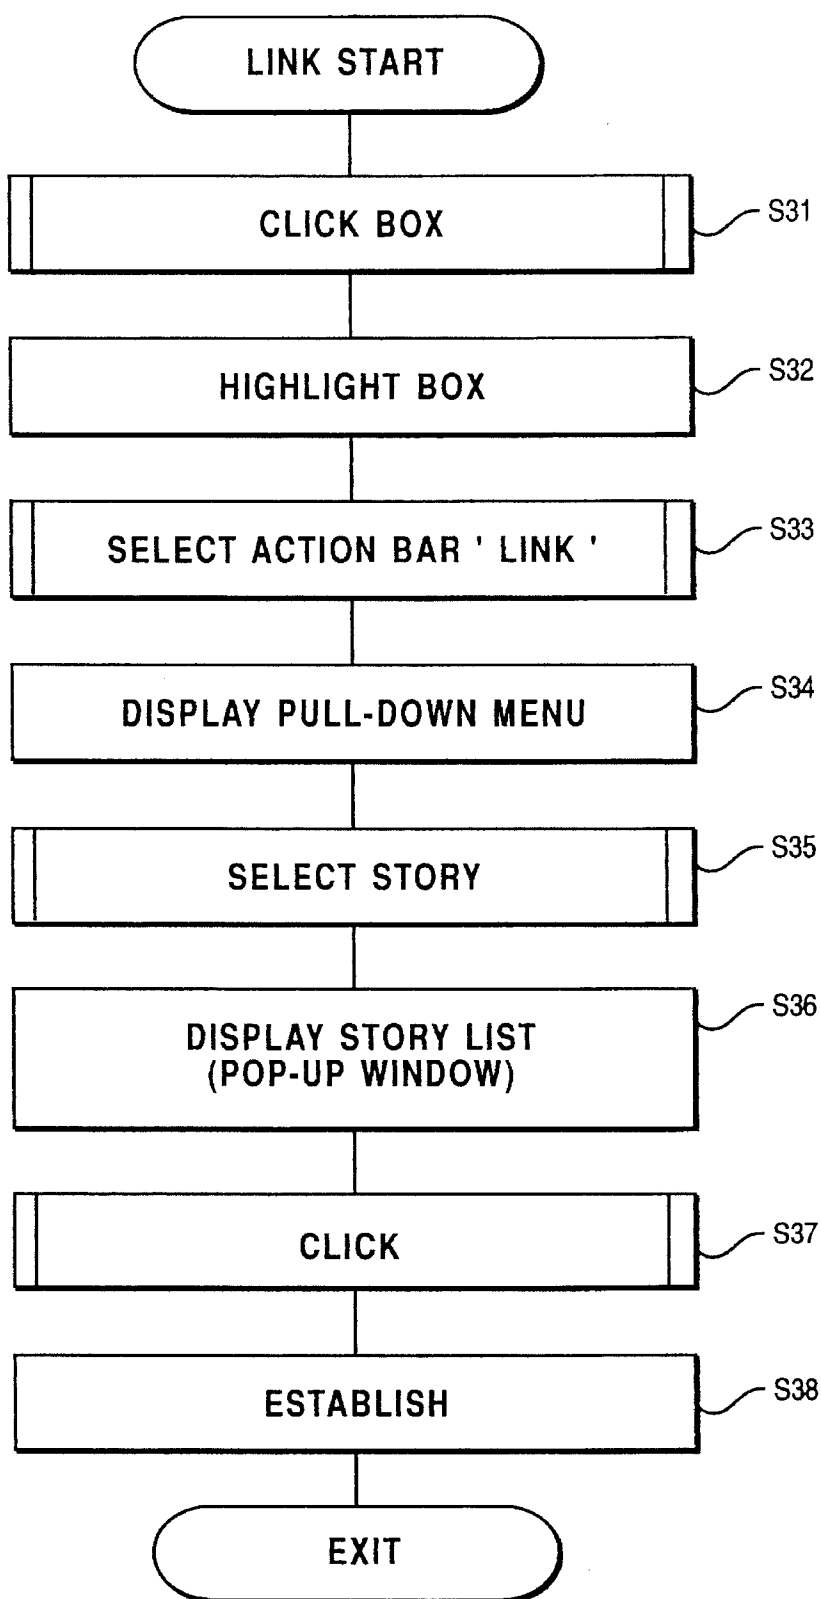 LINK START
CLICK BOX
S31
HIGHLIGHT BOX
S32
SELECT ACTION BAR ' LINK '
S33
DISPLAY PULL-DOWN MENU
S34
SELECT STORY
S35
DISPLAY STORY LIST
(POP-UP WINDOW)
S36
CLICK
S37
ESTABLISH
S38
EXIT